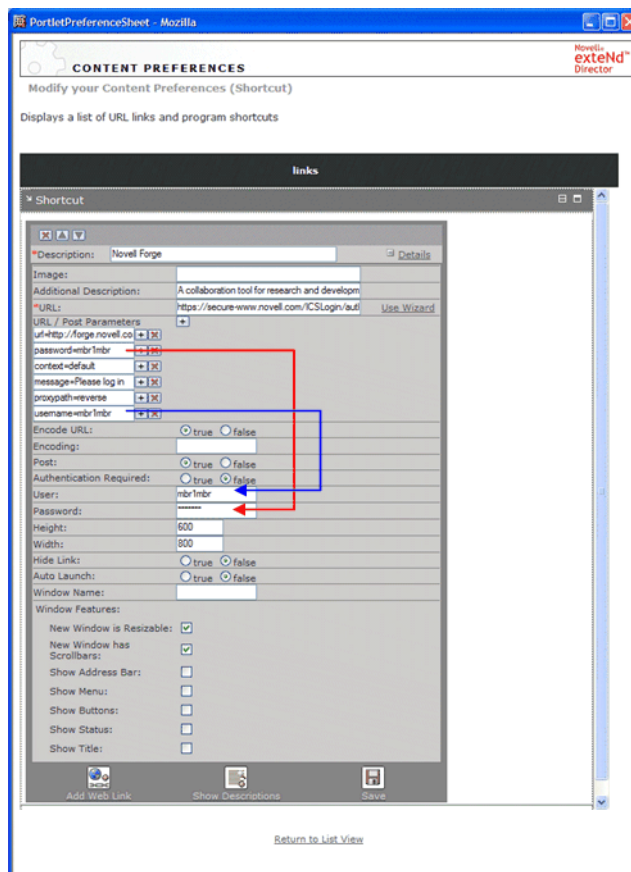 PortletPreferenceSheet - Mozilla
CONTENT PREFERENCES
Novell®
exteNd™
Director
Modify your Content Preferences (Shortcut)
Displays a list of URL links and program shortcuts
links
Shortcut
*Description: Novell Forge Details
Image:
Additional Description: A collaboration tool for research and developm
*URL: https://secure-www.novell.com/ICSLogin/aut Use Wizard
URL / Post Parameters +
url=http://forge.novell.co + X
password=mbr1mbr + X
context=default + X
message=Please log in + X
proxypath=reverse + X
username=mbr1mbr + X
Encode URL: true false
Encoding:
Post: true false
Authentication Required: true false
User: mbr1mbr
Password: *******
Height: 600
Width: 800
Hide Link: true false
Auto Launch: true false
Window Name:
Window Features:
New Window is Resizable:
New Window has
Scrollbars:
Show Address Bar:
Show Menu:
Show Buttons:
Show Status:
Show Title:
Add Web Link Show Descriptions Save
Return to List View